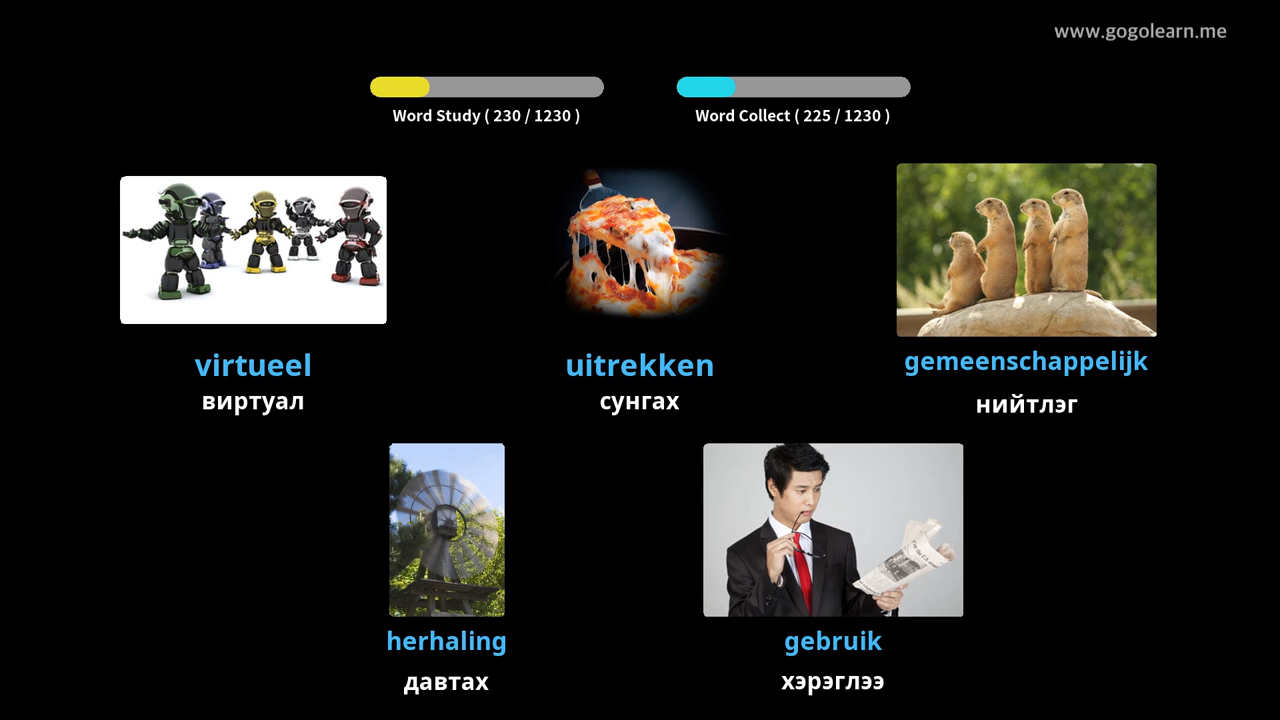 www.gogolearn.me
Word Study ( 230 / 1230 )
Word Collect ( 225 / 1230 )
virtueel
виртуал
uitrekken
сунгах
gemeenschappelijk
нийтлэг
herhaling
давтах
gebruik
хэрэглээ